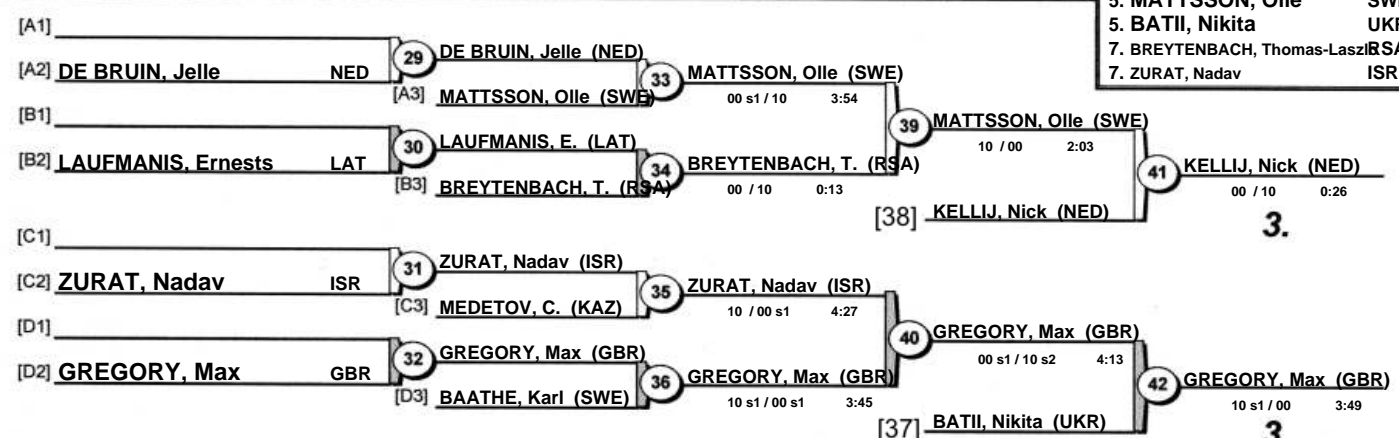 5. MATTSSON, Olle SWE
5. BATII, Nikita UKR
7. BREYTENBACH, Thomas-Laszl RSA
7. ZURAT, Nadav ISR
[A1]
[A2] DE BRUIN, Jelle NED
29
DE BRUIN, Jelle (NED)
[A3] MATTSSON, Olle (SWE)
33
MATTSSON, Olle (SWE)
00 s1 / 10 3:54
[B1]
[B2] LAUFMANIS, Ernests LAT
30
LAUFMANIS, E. (LAT)
[B3] BREYTENBACH, T. (RSA)
34
BREYTENBACH, T. (RSA)
00 / 10 0:13
39
MATTSSON, Olle (SWE)
10 / 00 2:03
[38] KELLIJ, Nick (NED)
41
KELLIJ, Nick (NED)
00 / 10 0:26
3.
[C1]
[C2] ZURAT, Nadav ISR
31
ZURAT, Nadav (ISR)
[C3] MEDETOV, C. (KAZ)
35
ZURAT, Nadav (ISR)
10 / 00 s1 4:27
[D1]
[D2] GREGORY, Max GBR
32
GREGORY, Max (GBR)
[D3] BAATHE, Karl (SWE)
36
GREGORY, Max (GBR)
10 s1 / 00 s1 3:45
40
GREGORY, Max (GBR)
00 s1 / 10 s2 4:13
[37] BATII, Nikita (UKR)
42
GREGORY, Max (GBR)
10 s1 / 00 3:49
3.